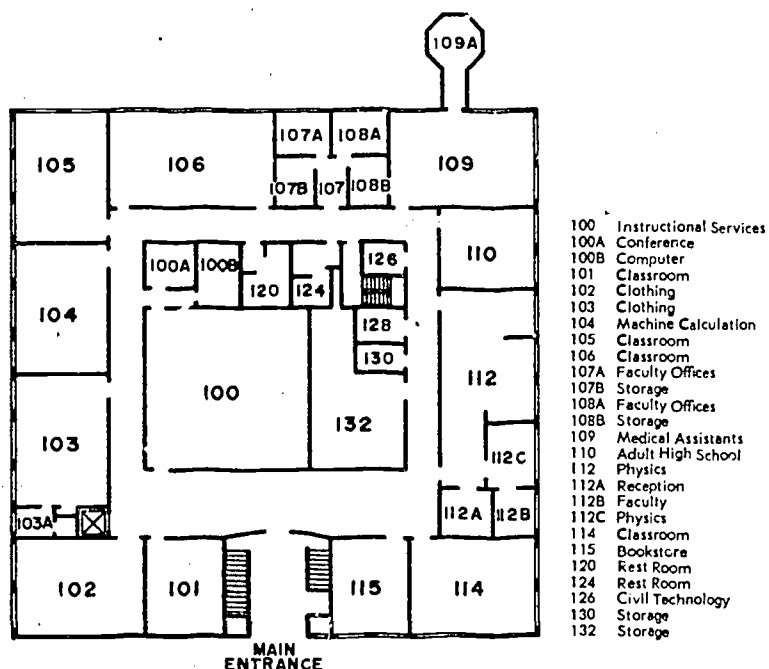 109A
107A 108A
105 106 109
107B 107 108B
110
100A 100B 126
120 124
104
128
112
130
100 132
103
112C
103A
112A 112B
102 101 115 114
MAIN
ENTRANCE
100 Instructional Services
100A Conference
100B Computer
101 Classroom
102 Clothing
103 Clothing
104 Machine Calculation
105 Classroom
106 Classroom
107A Faculty Offices
107B Storage
108A Faculty Offices
108B Storage
109 Medical Assistants
110 Adult High School
112 Physics
112A Reception
112B Faculty
112C Physics
114 Classroom
115 Bookstore
120 Rest Room
124 Rest Room
126 Civil Technology
130 Storage
132 Storage